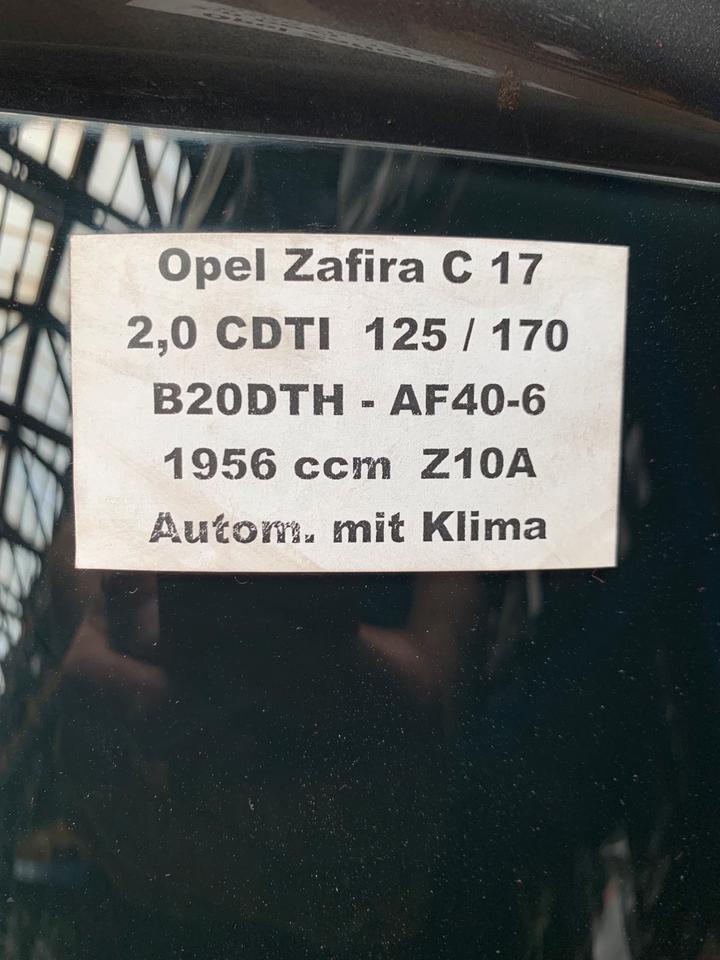 Opel Zafira C 17
2,0 CDTI 125 / 170
B20DTH - AF40-6
1956 ccm Z10A
Autom. mit Klima